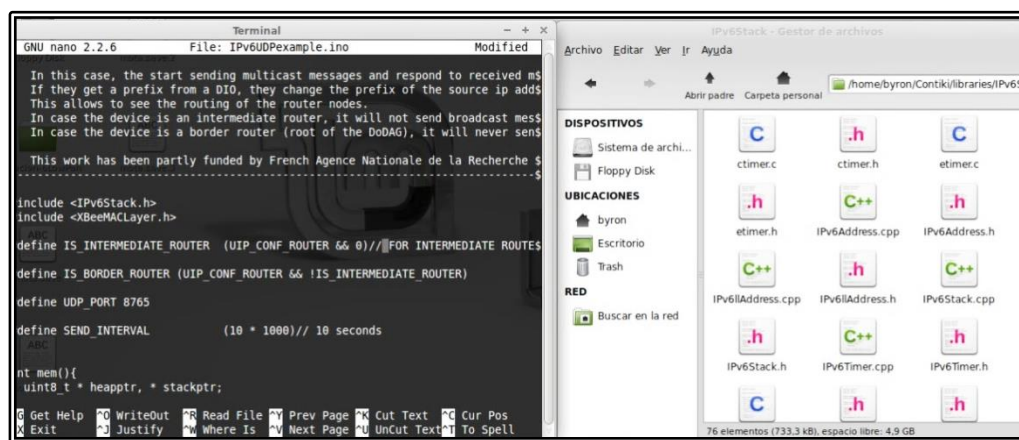 Terminal
GNU nano 2.2.6 File: IPv6UDPexample.ino Modified
In this case, the start sending multicast messages and respond to received m$
If they get a prefix from a DIO, they change the prefix of the source ip add$
This allows to see the routing of the router nodes.
In case the device is an intermediate router, it will not send broadcast mess$
In case the device is a border router (root of the DoDAG), it will never sen$
This work has been partly funded by French Agence Nationale de la Recherche $
-----------------------------------------------------------------------------$
include <IPv6Stack.h>
include <XBeeMACLayer.h>
define IS_INTERMEDIATE_ROUTER (UIP_CONF_ROUTER && 0)// FOR INTERMEDIATE ROUTE$
define IS_BORDER_ROUTER (UIP_CONF_ROUTER && !IS_INTERMEDIATE_ROUTER)
define UDP_PORT 8765
define SEND_INTERVAL (10 * 1000)// 10 seconds
nt mem(){
uint8_t * heapptr, * stackptr;
G Get Help ^O WriteOut ^R Read File ^Y Prev Page ^K Cut Text ^C Cur Pos
X Exit ^J Justify ^W Where Is ^V Next Page ^U UnCut Text ^T To Spell
IPv6Stack - Gestor de archivos
Archivo Editar Ver Ir Ayuda
Abrir padre Carpeta personal
/home/byron/Contiki/libraries/IPv6S
DISPOSITIVOS
Sistema de archi...
Floppy Disk
UBICACIONES
byron
Escritorio
Trash
RED
Buscar en la red
C .h C
ctimer.c ctimer.h etimer.c
.h C++ .h
etimer.h IPv6Address.cpp IPv6Address.h
C++ .h C++
IPv6llAddress.cpp IPv6llAddress.h IPv6Stack.cpp
.h C++ .h
IPv6Stack.h IPv6Timer.cpp IPv6Timer.h
C .h .h
76 elementos (733,3 kB), espacio libre: 4,9 GB